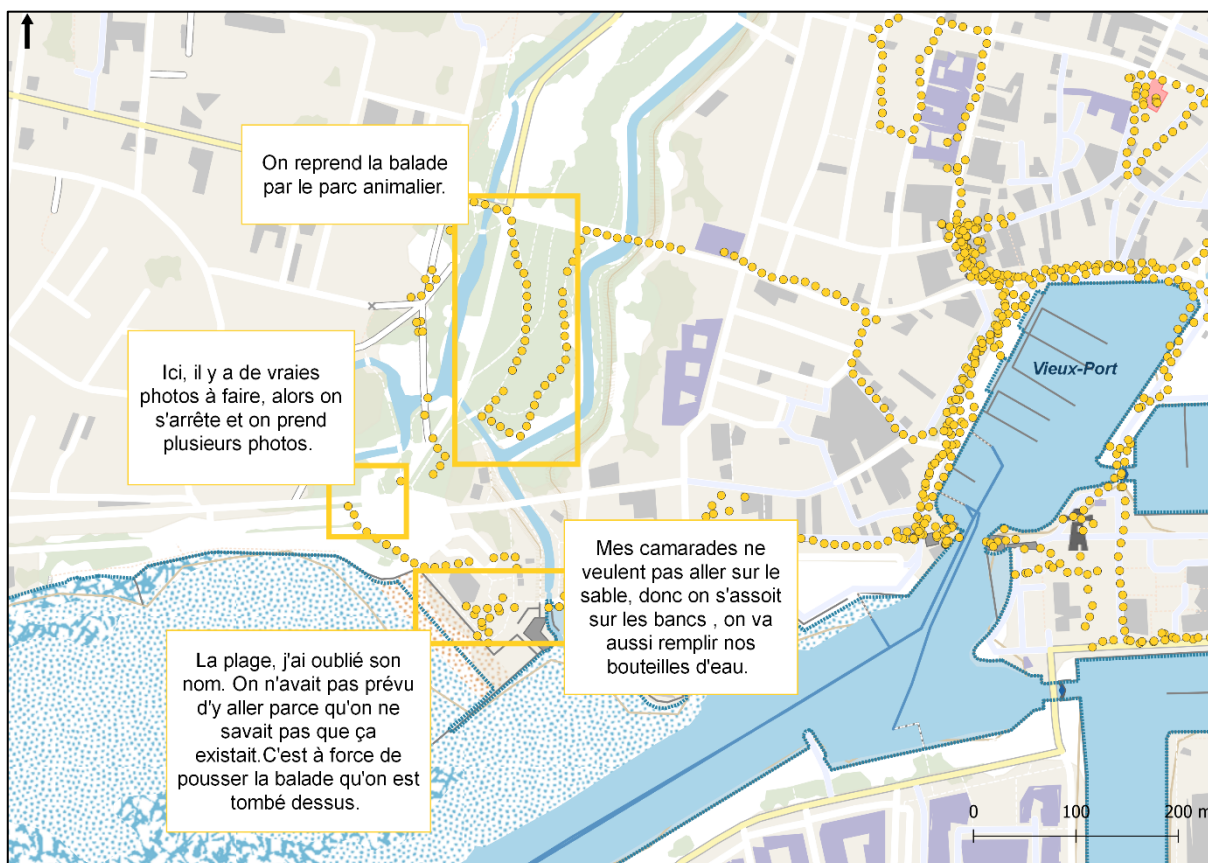 On reprend la balade
par le parc animalier.
Ici, il y a de vraies
photos à faire, alors on
s'arrête et on prend
plusieurs photos.
Vieux-Port
Mes camarades ne
veulent pas aller sur le
sable, donc on s'assoit
sur les bancs , on va
aussi remplir nos
bouteilles d'eau.
La plage, j'ai oublié son
nom. On n'avait pas prévu
d'y aller parce qu'on ne
savait pas que ça
existait.C'est à force de
pousser la balade qu'on est
tombé dessus.
0 100 200 m